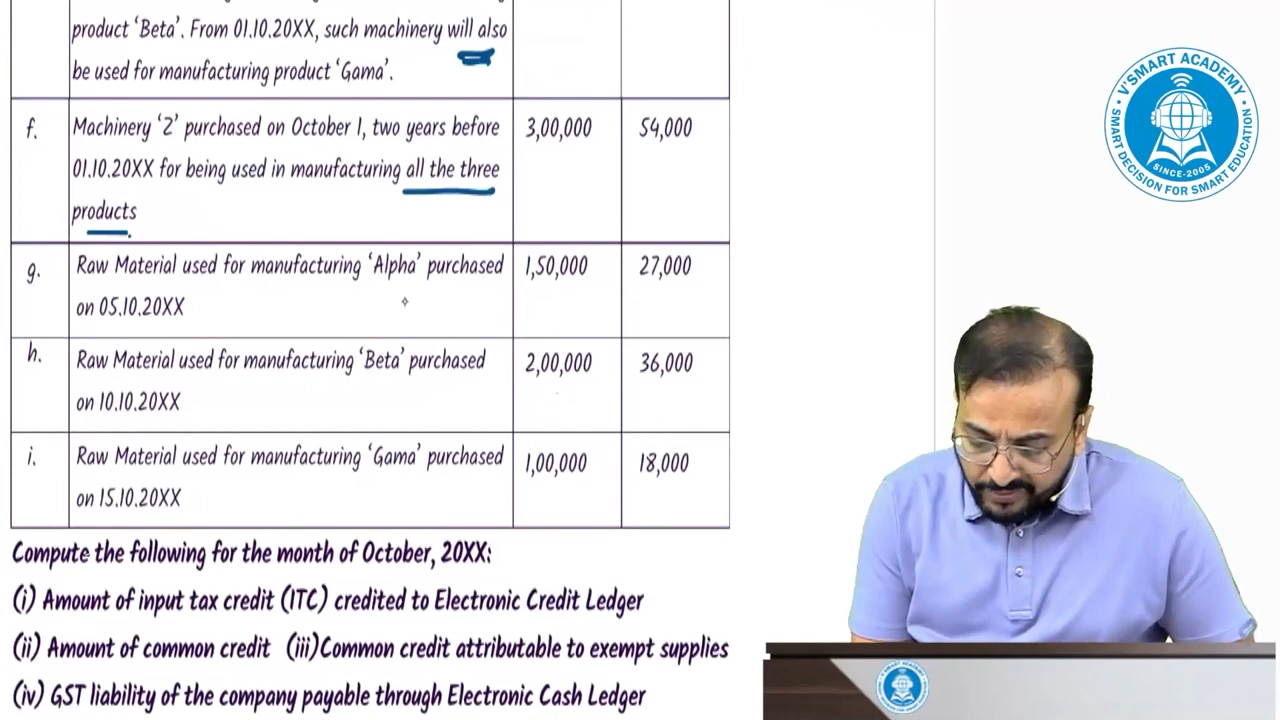 product ‘Beta’. From 01.10.20XX, such machinery will also
be used for manufacturing product ‘Gama’.
f.
Machinery ‘Z’ purchased on October 1, two years before
01.10.20XX for being used in manufacturing all the three
products.
3,00,000
54,000
g.
Raw Material used for manufacturing ‘Alpha’ purchased
on 05.10.20XX
1,50,000
27,000
h.
Raw Material used for manufacturing ‘Beta’ purchased
on 10.10.20XX
2,00,000
36,000
i.
Raw Material used for manufacturing ‘Gama’ purchased
on 15.10.20XX
1,00,000
18,000
Compute the following for the month of October, 20XX:
(i) Amount of input tax credit (ITC) credited to Electronic Credit Ledger
(ii) Amount of common credit (iii)Common credit attributable to exempt supplies
(iv) GST liability of the company payable through Electronic Cash Ledger
V'SMART ACADEMY
SINCE-2005
SMART DECISION FOR SMART EDUCATION